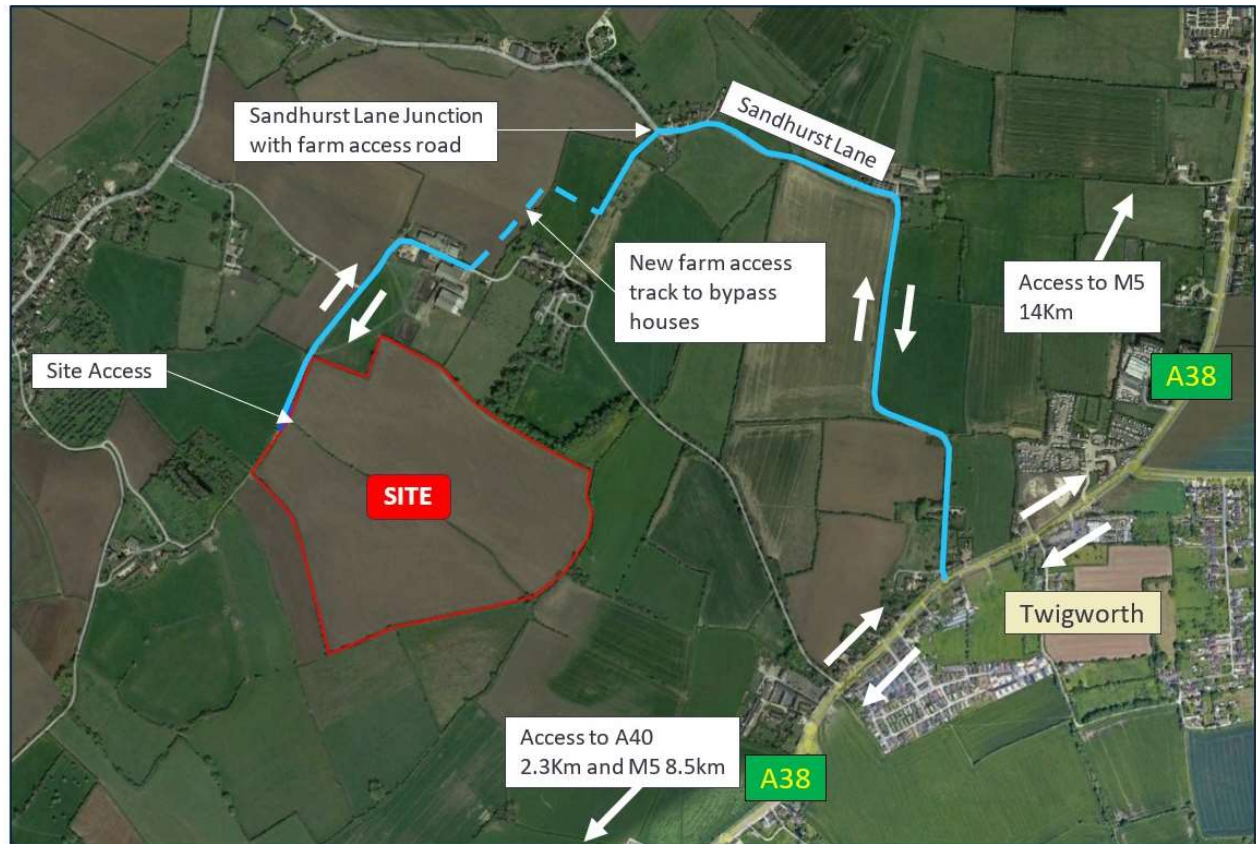 Sandhurst Lane Junction
with farm access road
Sandhurst Lane
New farm access
track to bypass
houses
Access to M5
14Km
A38
Site Access
SITE
Twigworth
Access to A40
2.3Km and M5 8.5km
A38